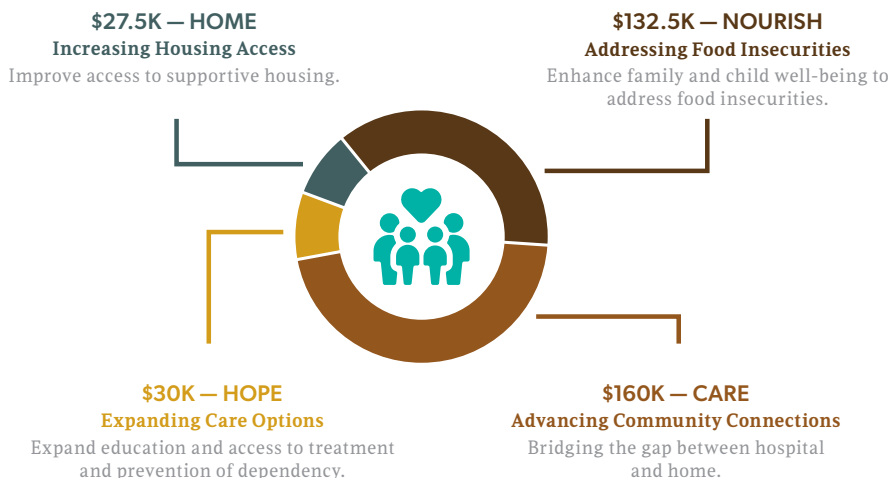 $27.5K — HOME
Increasing Housing Access
Improve access to supportive housing.
$132.5K — NOURISH
Addressing Food Insecurities
Enhance family and child well-being to
address food insecurities.
$30K — HOPE
Expanding Care Options
Expand education and access to treatment
and prevention of dependency.
$160K — CARE
Advancing Community Connections
Bridging the gap between hospital
and home.